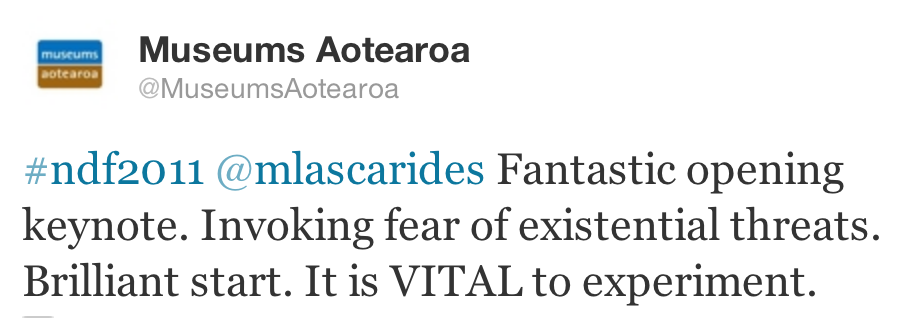 museums
aotearoa
Museums Aotearoa
@MuseumsAotearoa
#ndf2011 @mlascarides Fantastic opening
keynote. Invoking fear of existential threats.
Brilliant start. It is VITAL to experiment.